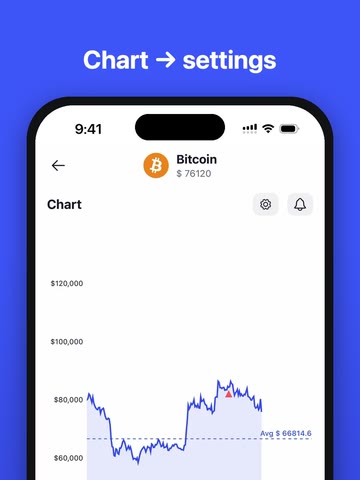 Chart → settings
9:41
Bitcoin
$ 76120
Chart
$120,000
$100,000
$80,000
Avg $ 66814.6
$60,000